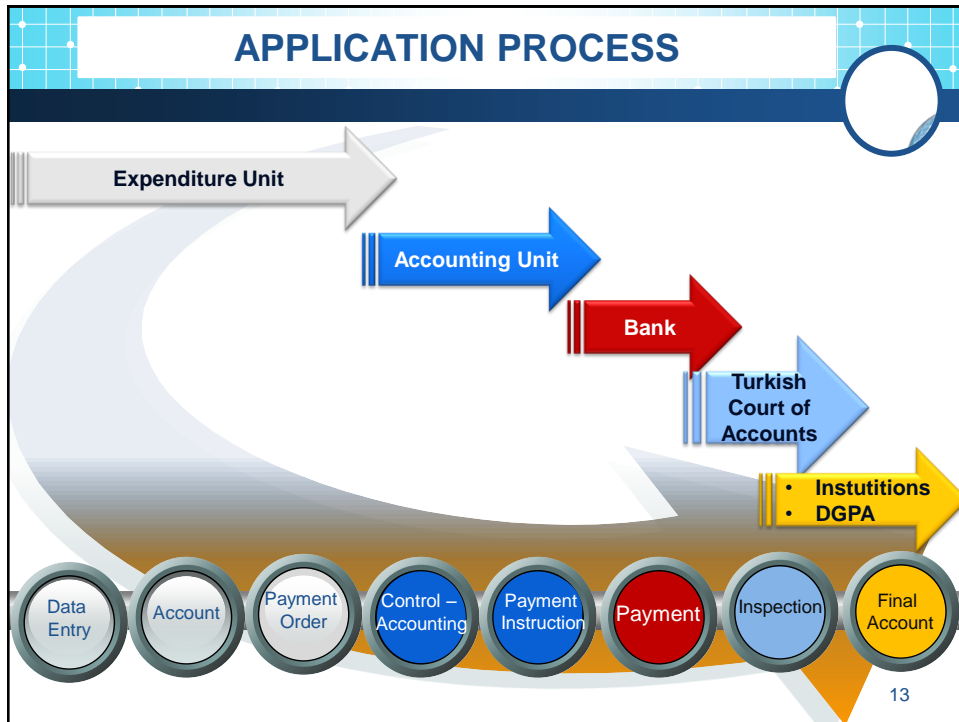 APPLICATION PROCESS
Expenditure Unit
Accounting Unit
Bank
Turkish
Court of
Accounts
• Instutitions
• DGPA
Data
Entry
Account
Payment
Order
Control –
Accounting
Payment
Instruction
Payment
Inspection
Final
Account
13